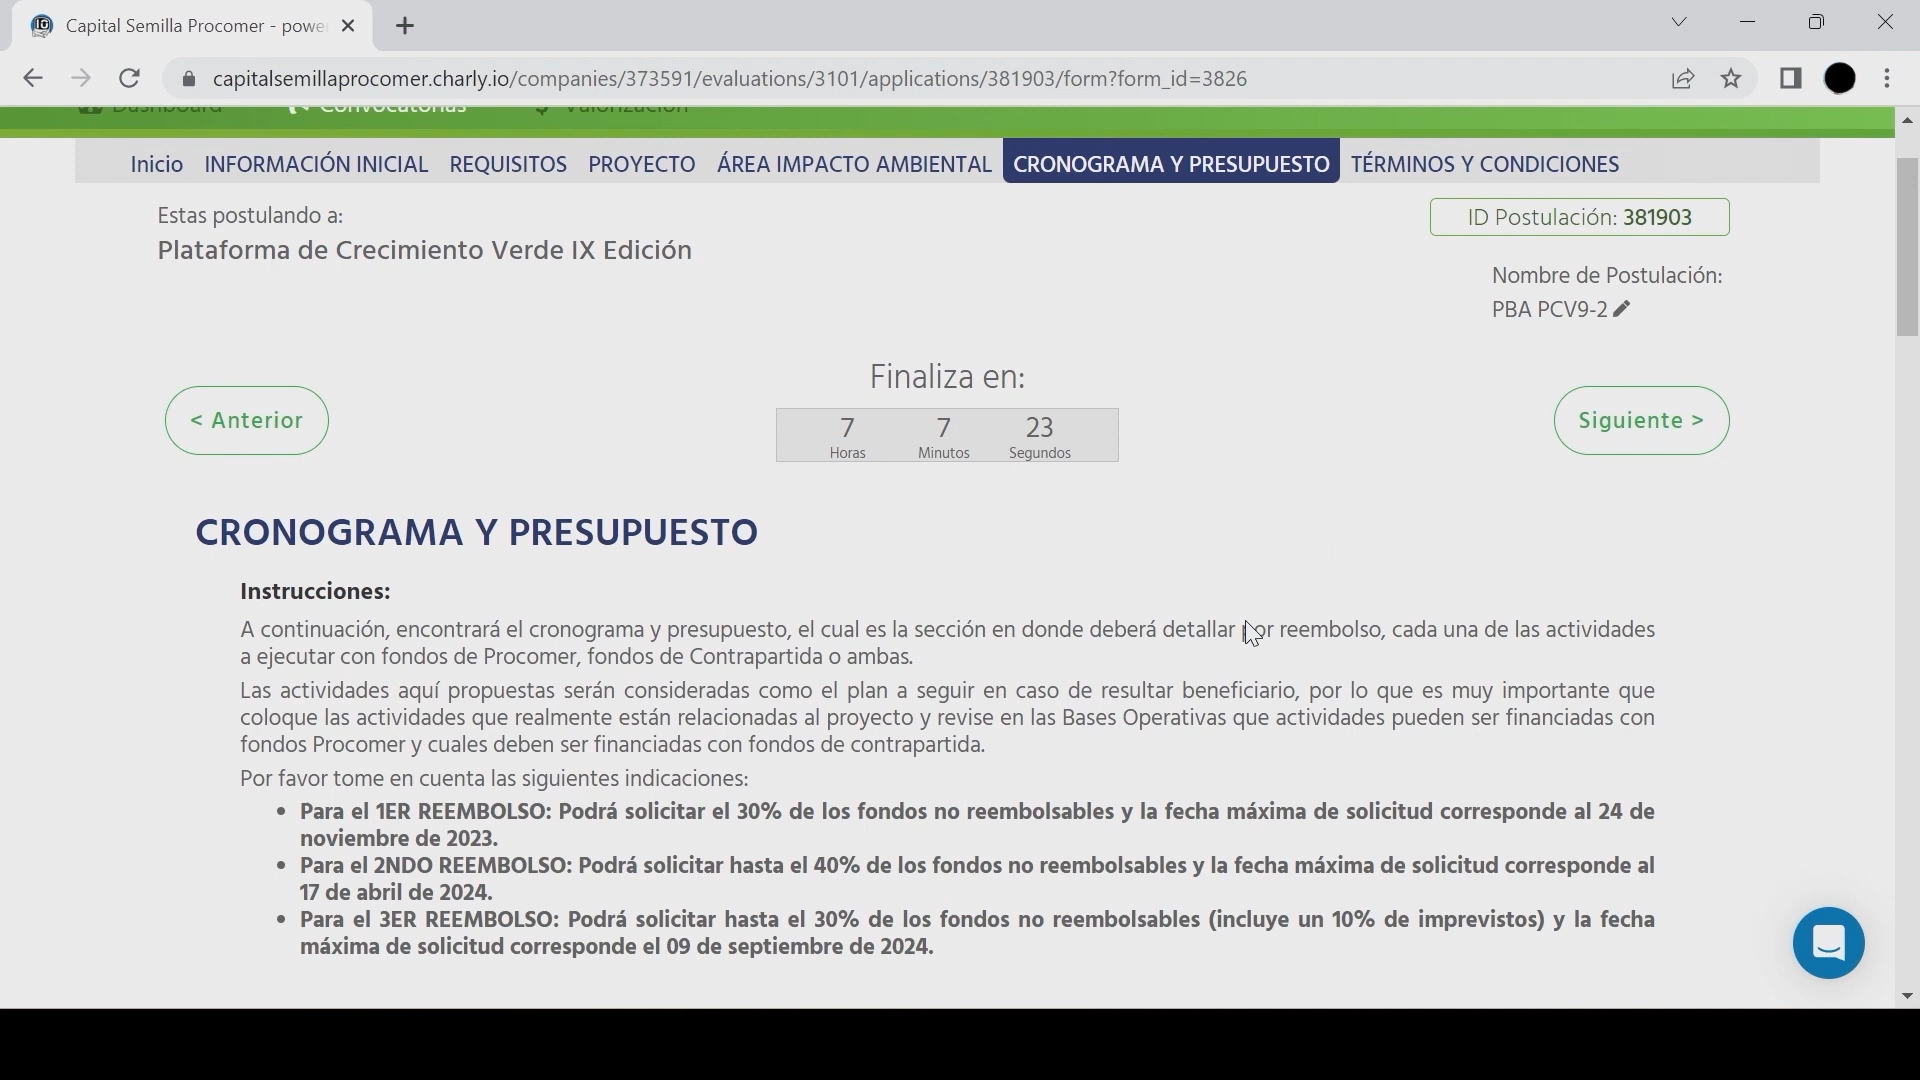 Capital Semilla Procomer - powe
capitalsemillaprocomer.charly.io/companies/373591/evaluations/3101/applications/381903/form?form_id=3826
Dashboard Convocatorias Valorización
Inicio INFORMACIÓN INICIAL REQUISITOS PROYECTO ÁREA IMPACTO AMBIENTAL CRONOGRAMA Y PRESUPUESTO TÉRMINOS Y CONDICIONES
Estas postulando a:
Plataforma de Crecimiento Verde IX Edición
ID Postulación: 381903
Nombre de Postulación:
PBA PCV9-2
Finaliza en:
< Anterior
7 7 23
Horas Minutos Segundos
Siguiente >
CRONOGRAMA Y PRESUPUESTO
Instrucciones:
A continuación, encontrará el cronograma y presupuesto, el cual es la sección en donde deberá detallar por reembolso, cada una de las actividades
a ejecutar con fondos de Procomer, fondos de Contrapartida o ambas.
Las actividades aquí propuestas serán consideradas como el plan a seguir en caso de resultar beneficiario, por lo que es muy importante que
coloque las actividades que realmente están relacionadas al proyecto y revise en las Bases Operativas que actividades pueden ser financiadas con
fondos Procomer y cuales deben ser financiadas con fondos de contrapartida.
Por favor tome en cuenta las siguientes indicaciones:
• Para el 1ER REEMBOLSO: Podrá solicitar el 30% de los fondos no reembolsables y la fecha máxima de solicitud corresponde al 24 de
noviembre de 2023.
• Para el 2NDO REEMBOLSO: Podrá solicitar hasta el 40% de los fondos no reembolsables y la fecha máxima de solicitud corresponde al
17 de abril de 2024.
• Para el 3ER REEMBOLSO: Podrá solicitar hasta el 30% de los fondos no reembolsables (incluye un 10% de imprevistos) y la fecha
máxima de solicitud corresponde el 09 de septiembre de 2024.